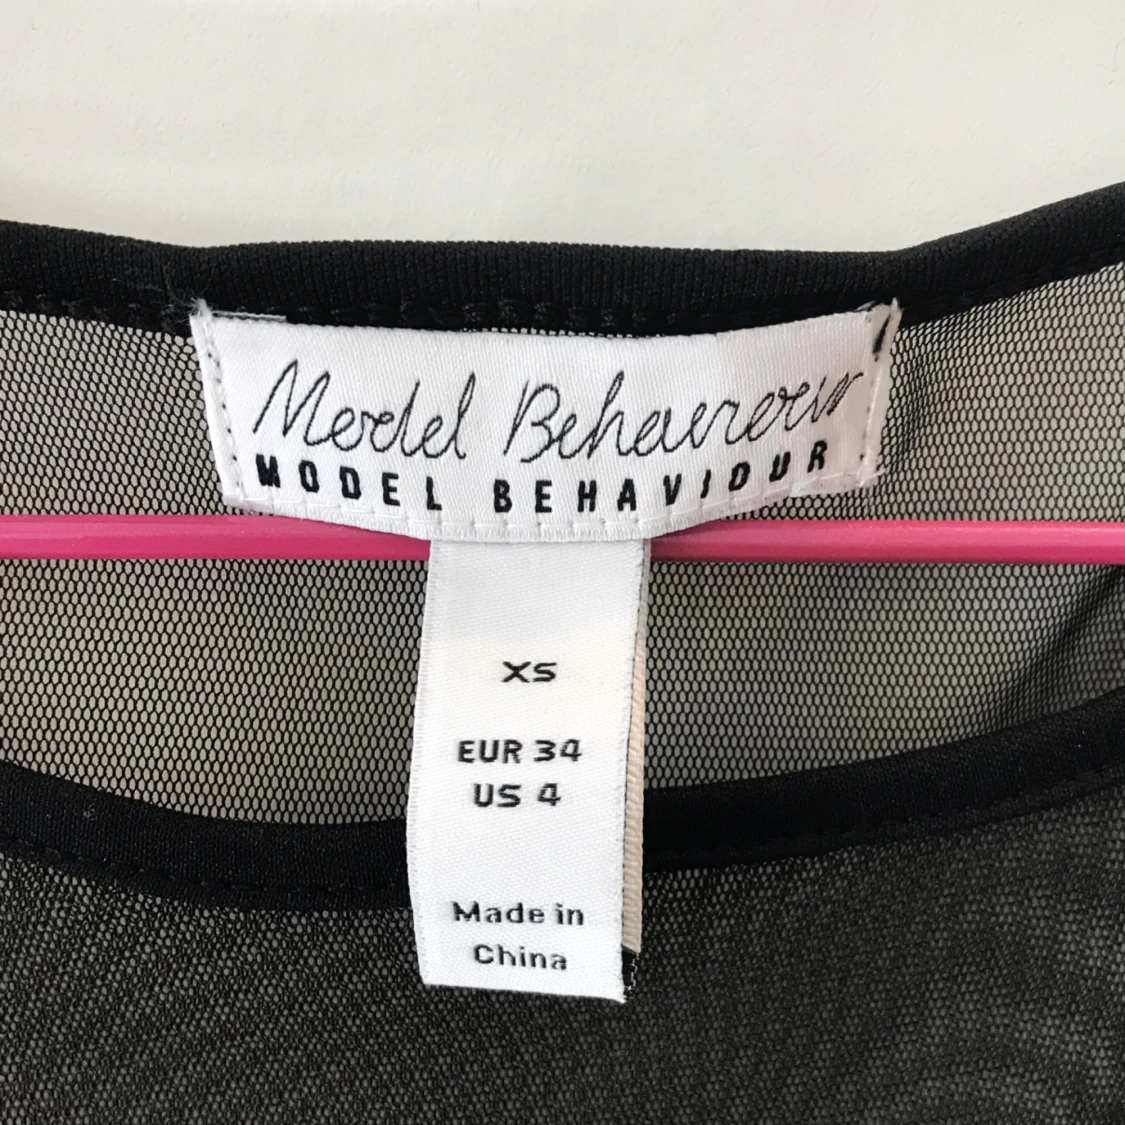 Model Behaviour
MODEL BEHAVIOUR
XS
EUR 34
US 4
Made in
China